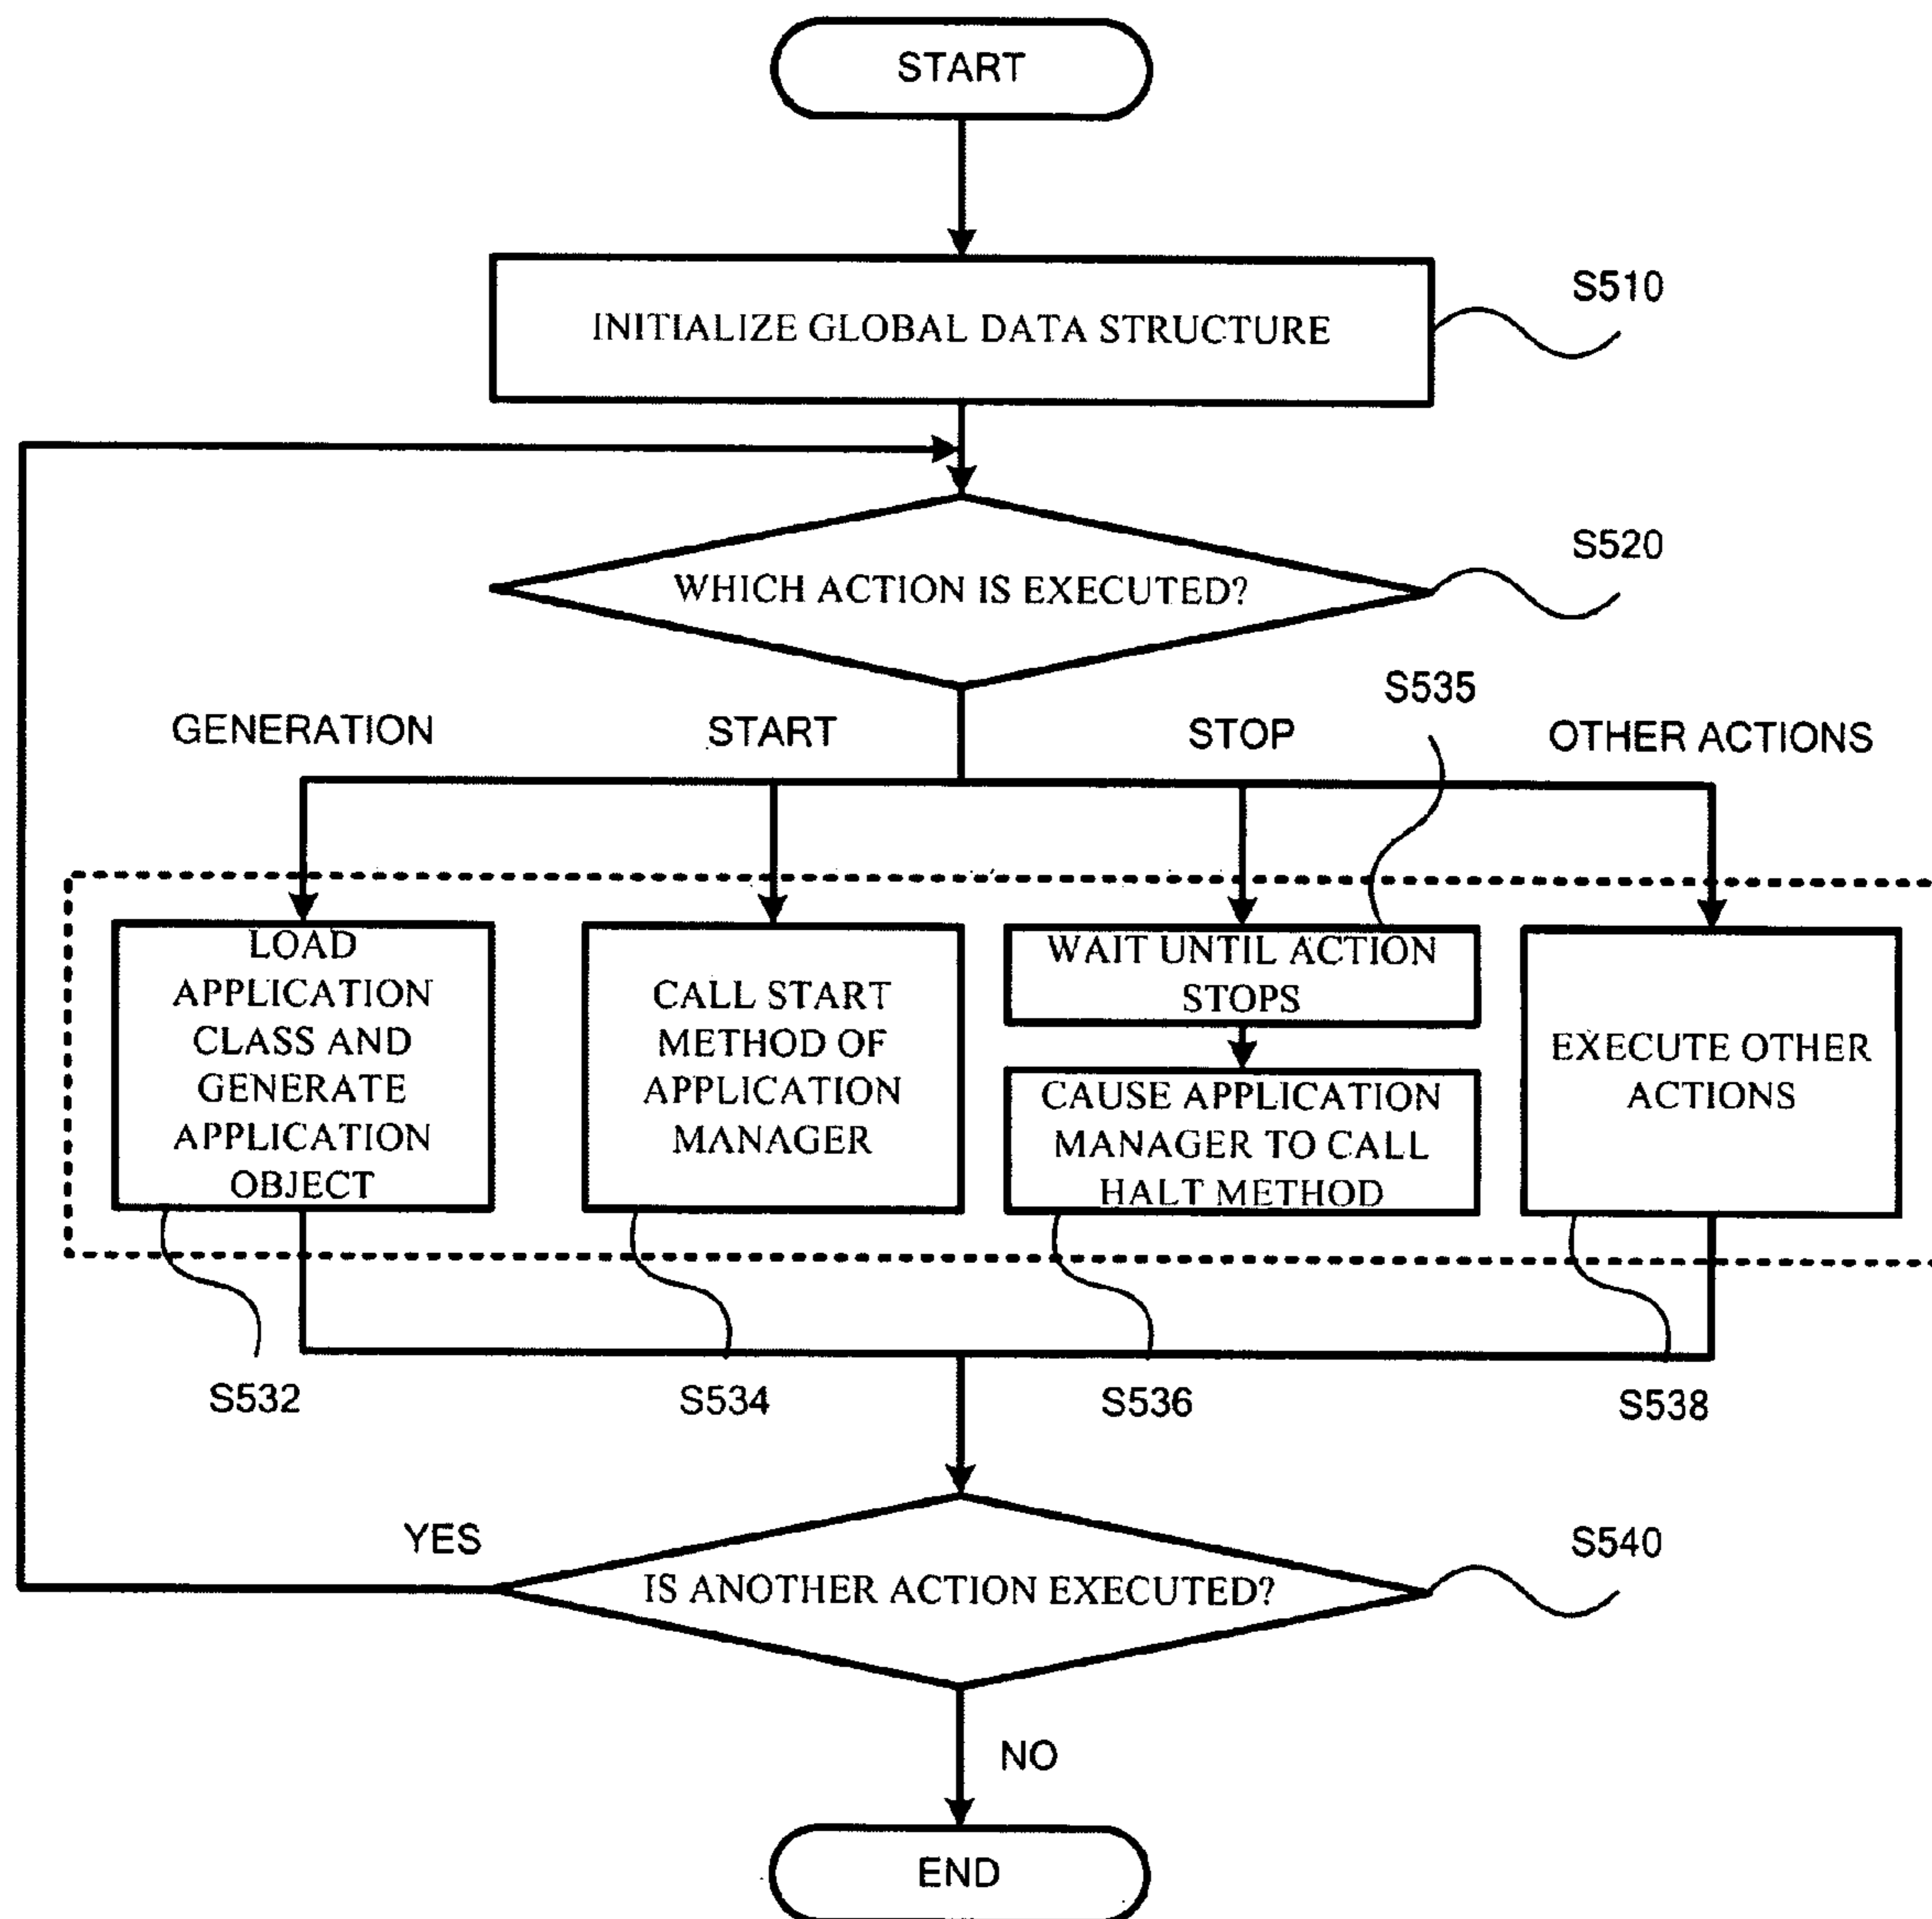 START
INITIALIZE GLOBAL DATA STRUCTURE
S510
WHICH ACTION IS EXECUTED?
S520
S535
GENERATION
START
STOP
OTHER ACTIONS
LOAD
APPLICATION
CLASS AND
GENERATE
APPLICATION
OBJECT
CALL START
METHOD OF
APPLICATION
MANAGER
WAIT UNTIL ACTION
STOPS
CAUSE APPLICATION
MANAGER TO CALL
HALT METHOD
EXECUTE OTHER
ACTIONS
S532
S534
S536
S538
YES
IS ANOTHER ACTION EXECUTED?
S540
NO
END